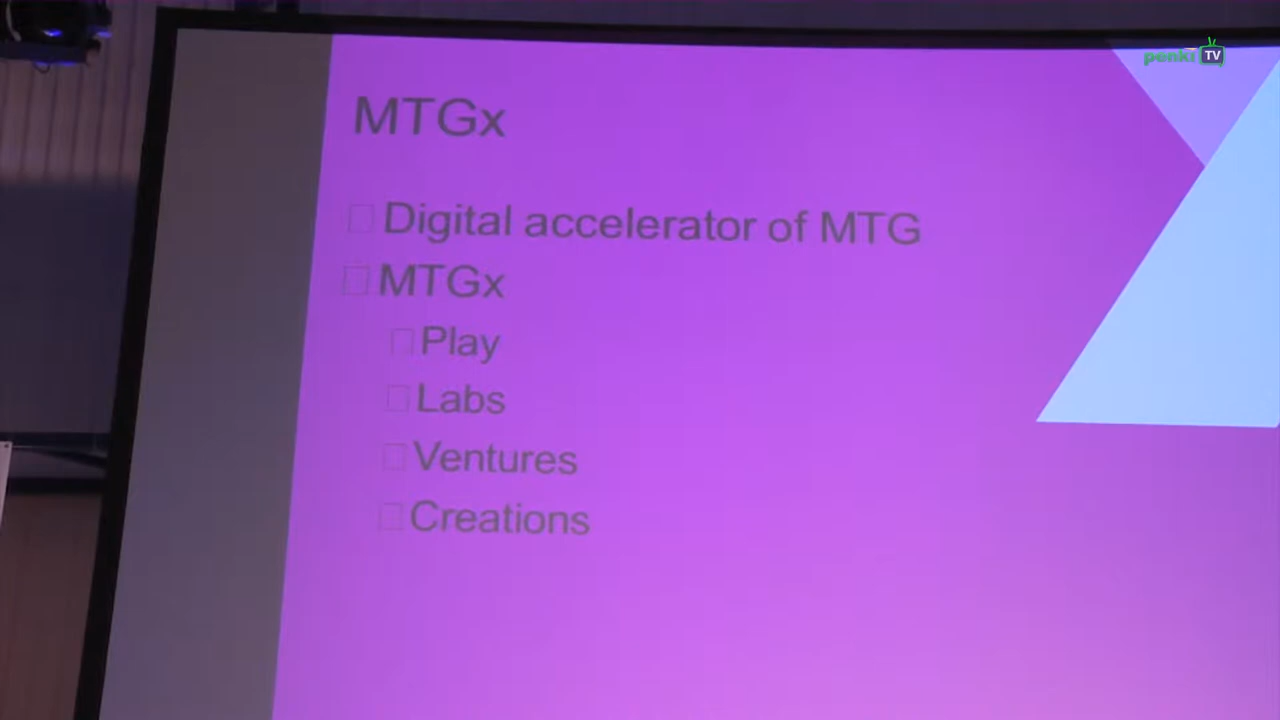 penki TV
MTGx
Digital accelerator of MTG
MTGx
Play
Labs
Ventures
Creations